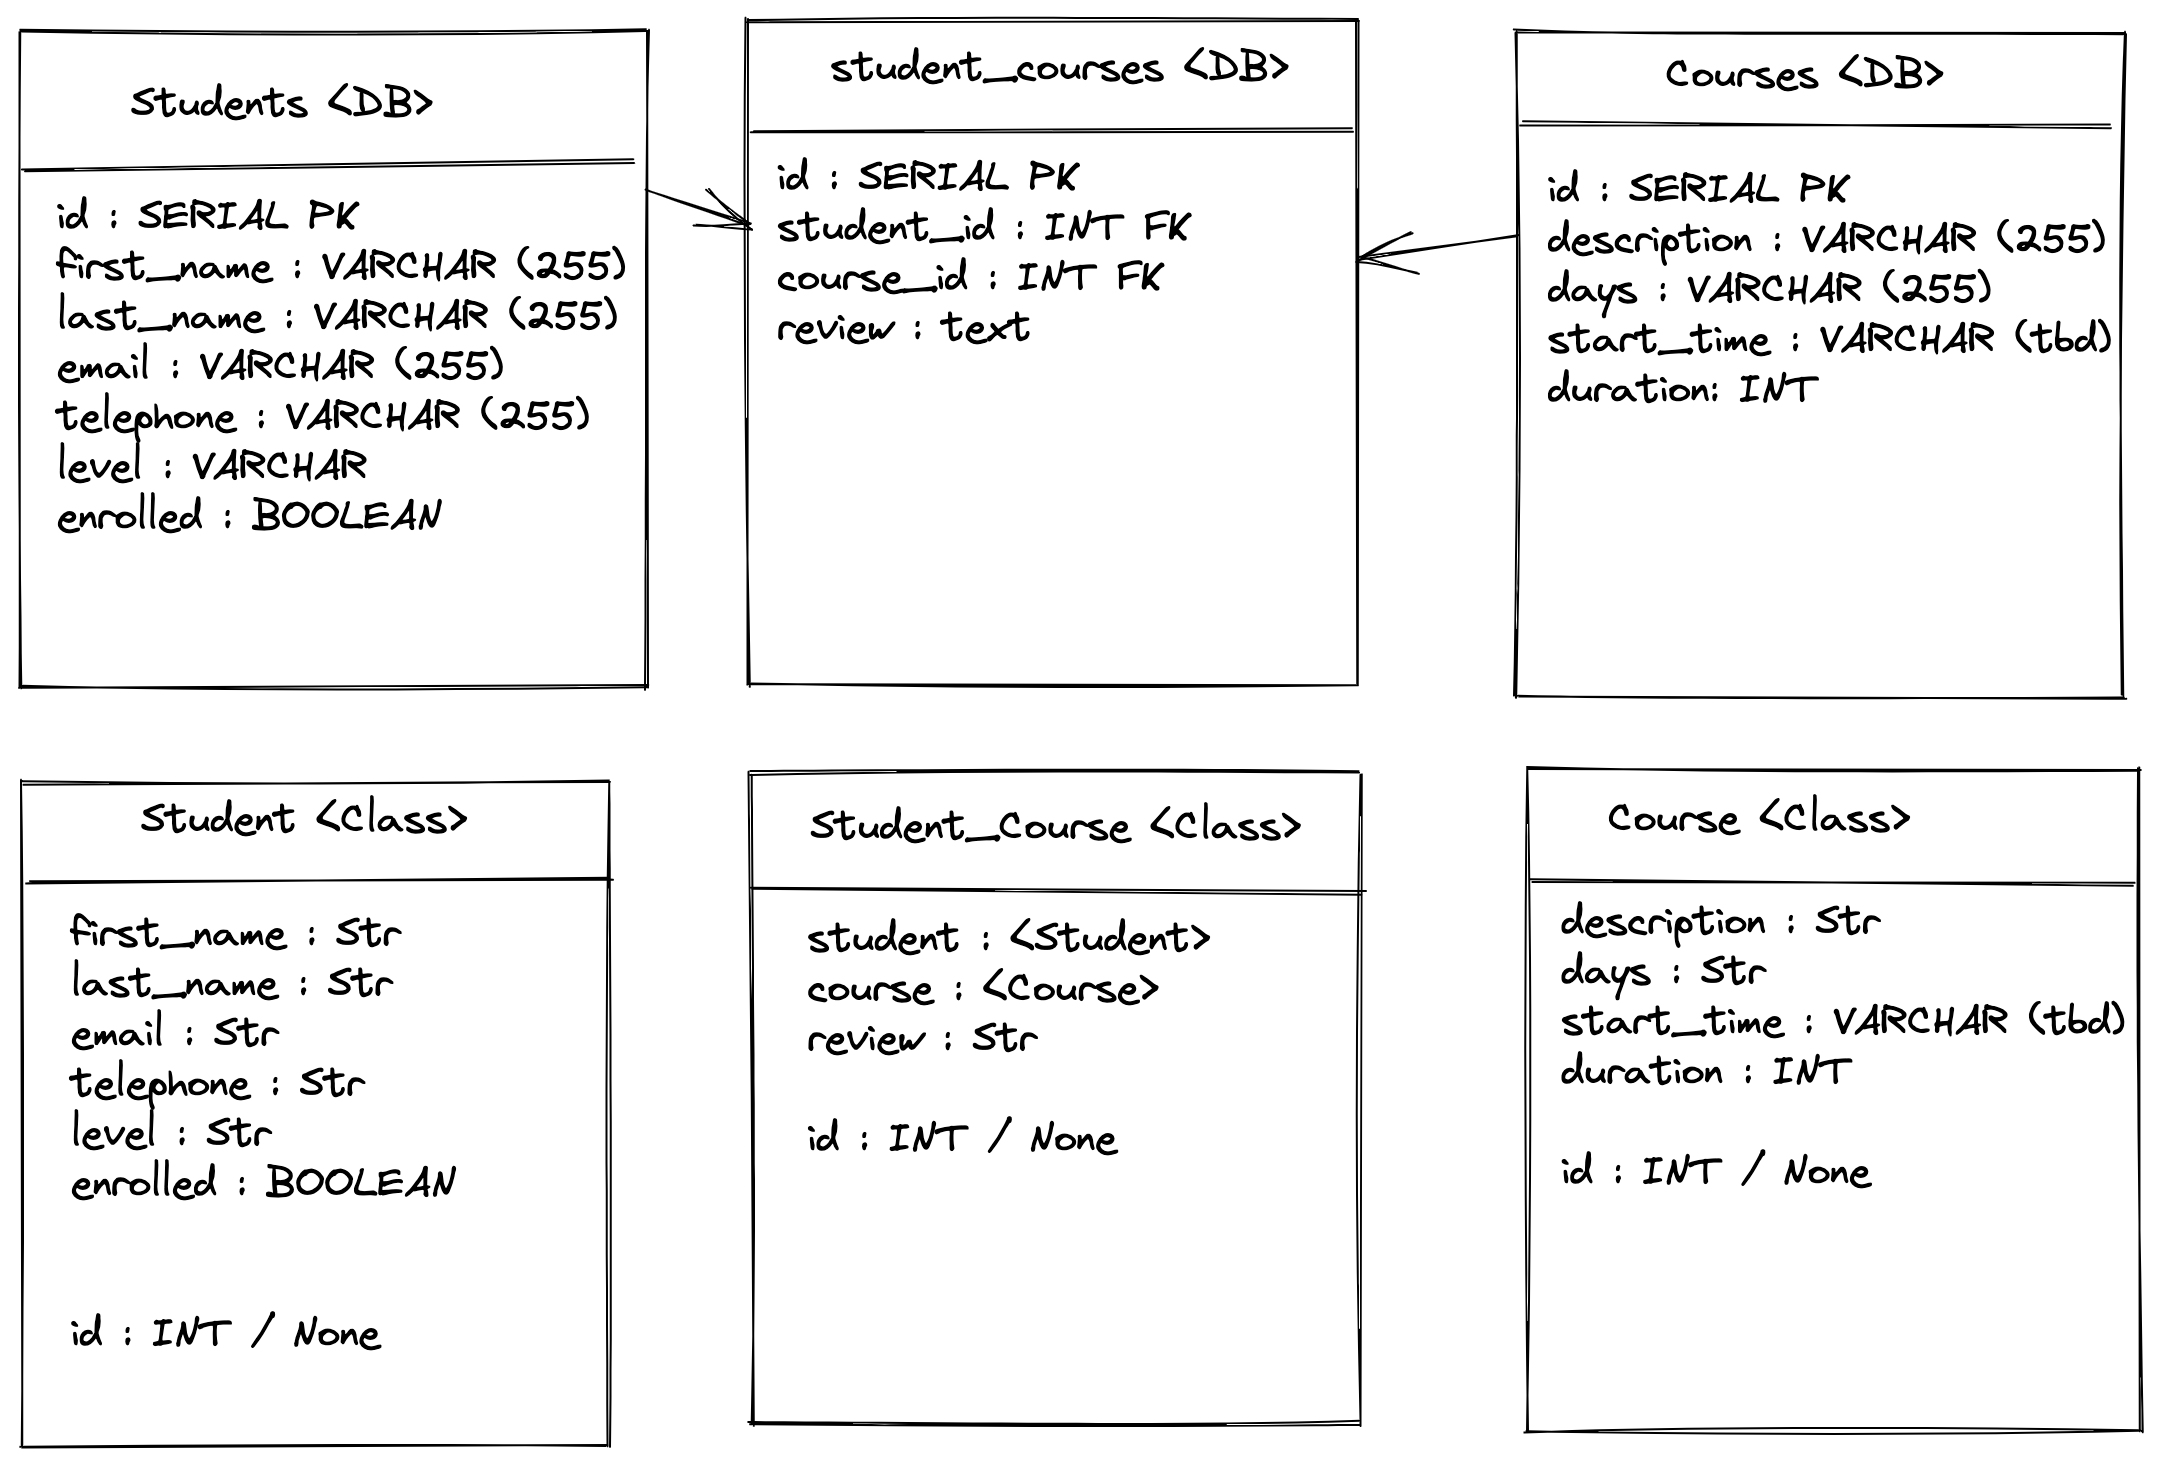 Students <DB>
id : SERIAL PK
first_name : VARCHAR (255)
last_name : VARCHAR (255)
email : VARCHAR (255)
telephone : VARCHAR (255)
level : VARCHAR
enrolled : BOOLEAN
student_courses <DB>
id : SERIAL PK
student_id : INT FK
course_id : INT FK
review : text
Courses <DB>
id : SERIAL PK
description : VARCHAR (255)
days : VARCHAR (255)
start_time : VARCHAR (tbd)
duration: INT
Student <Class>
first_name : Str
last_name : Str
email : Str
telephone : Str
level : Str
enrolled : BOOLEAN
id : INT / None
Student_Course <Class>
student : <Student>
course : <Course>
review : Str
id : INT / None
Course <Class>
description : Str
days : Str
start_time : VARCHAR (tbd)
duration : INT
id : INT / None